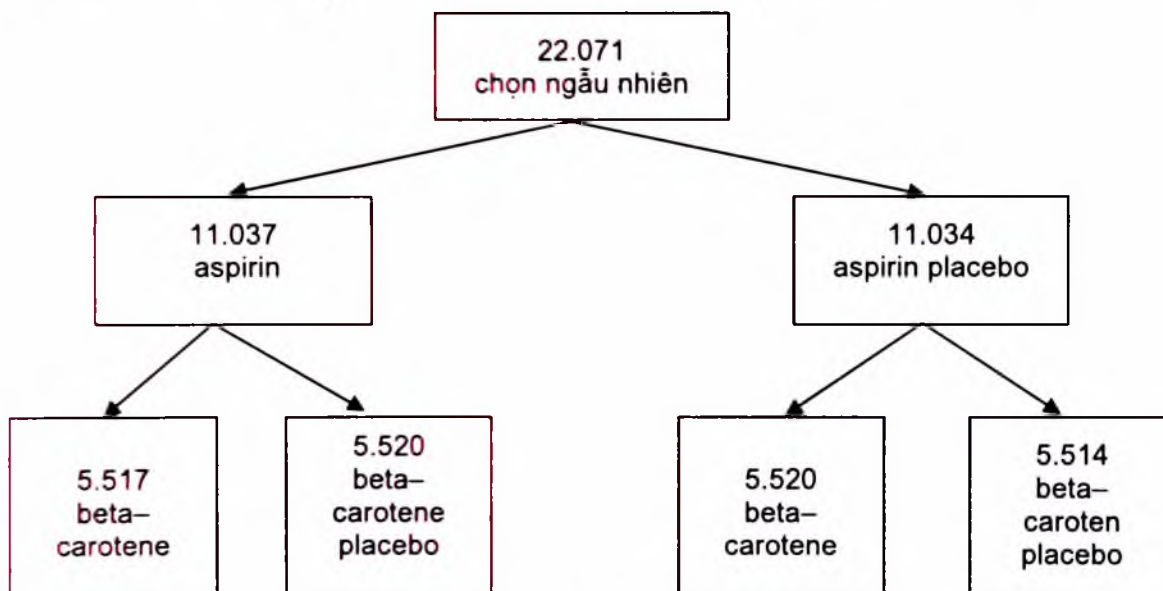 22.071
chọn ngẫu nhiên
11.037
aspirin
11.034
aspirin placebo
5.517
beta–
carotene
5.520
beta–
carotene
placebo
5.520
beta–
carotene
5.514
beta–
caroten
placebo